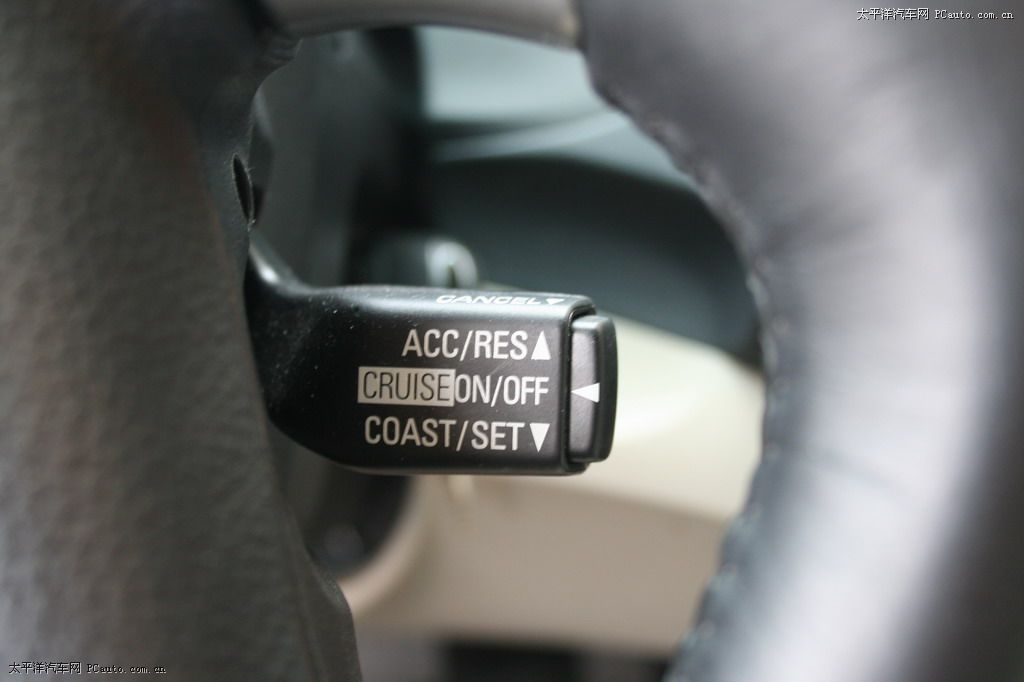 太平洋汽车网 PCauto.com.cn
CANCEL▼
ACC/RES▲
CRUISE ON/OFF ◀
COAST/SET▼
太平洋汽车网 PCauto.com.cn